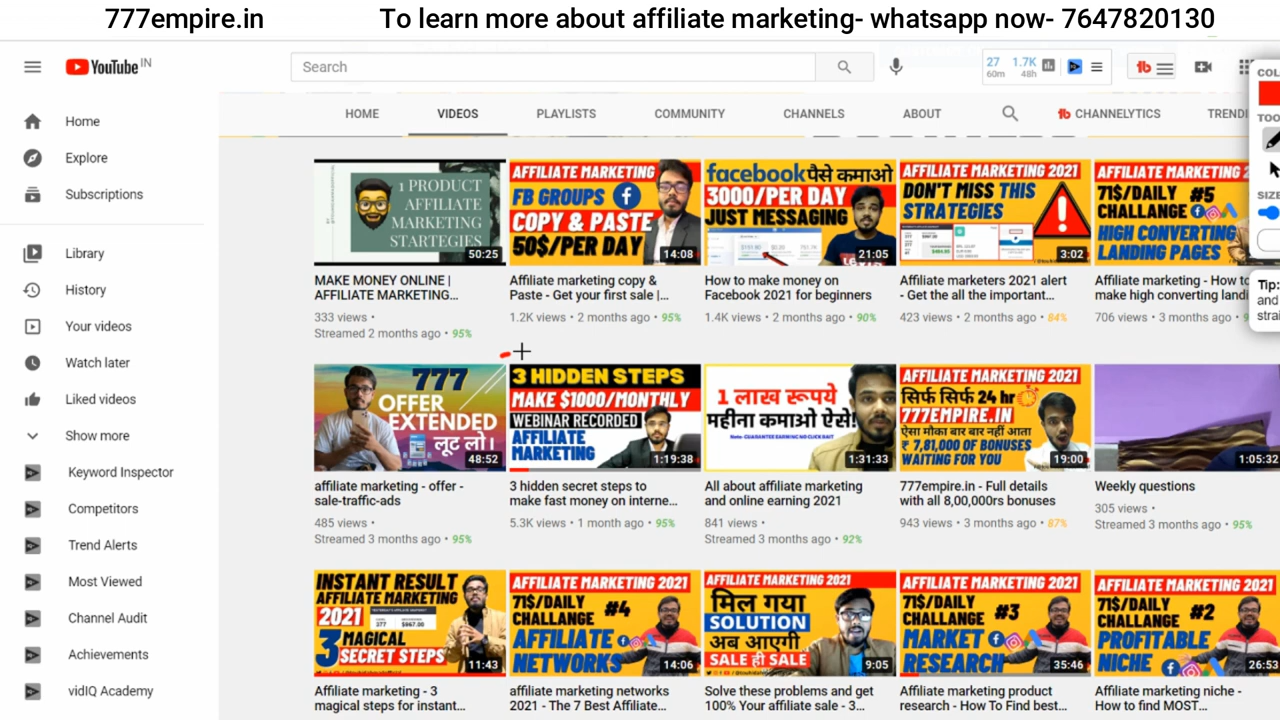 777empire.in To learn more about affiliate marketing- whatsapp now- 7647820130
YouTube IN
Search
27 1.7K
60m 48h
HOME VIDEOS PLAYLISTS COMMUNITY CHANNELS ABOUT CHANNELYTICS TRENDI
COL
TOO
SIZE
Tip:
and
strai
Home
Explore
Subscriptions
Library
History
Your videos
Watch later
Liked videos
Show more
Keyword Inspector
Competitors
Trend Alerts
Most Viewed
Channel Audit
Achievements
vidIQ Academy
1 PRODUCT
AFFILIATE
MARKETING
STARTEGIES
50:25
MAKE MONEY ONLINE |
AFFILIATE MARKETING...
333 views •
Streamed 2 months ago • 95%
AFFILIATE MARKETING
FB GROUPS
COPY & PASTE
50$/PER DAY
14:08
Affiliate marketing copy &
Paste - Get your first sale |...
1.2K views • 2 months ago • 95%
facebook पैसे कमाओ
3000/PER DAY
JUST MESSAGING
21:05
How to make money on
Facebook 2021 for beginners
1.4K views • 2 months ago • 90%
AFFILIATE MARKETING 2021
DON'T MISS THIS
STRATEGIES
3:02
Affiliate marketers 2021 alert
- Get the all the important...
423 views • 2 months ago • 84%
AFFILIATE MARKETING 2
71$/DAILY #5
CHALLANGE
HIGH CONVERTING
LANDING PAGES
Affiliate marketing - How to
make high converting landi
706 views • 3 months ago •
777
OFFER
EXTENDED
लूट लो।
48:52
affiliate marketing - offer -
sale-traffic-ads
485 views •
Streamed 3 months ago • 95%
3 HIDDEN STEPS
MAKE $1000/MONTHLY
WEBINAR RECORDED
AFFILIATE
MARKETING
1:19:38
3 hidden secret steps to
make fast money on interne...
5.3K views • 1 month ago • 95%
1 लाख रूपये
महीना कमाओ ऐसे!
Note: GUARANTEE EARNING NO CLICK BAIT
1:31:33
All about affiliate marketing
and online earning 2021
841 views •
Streamed 3 months ago • 92%
AFFILIATE MARKETING 2021
सिर्फ सिर्फ 24 hr
777EMPIRE.IN
ऐसा मौका बार बार नहीं आता
₹ 7,81,000 OF BONUSES
WAITING FOR YOU
19:00
777empire.in - Full details
with all 8,00,000rs bonuses
943 views • 3 months ago • 87%
1:05:32
Weekly questions
305 views •
Streamed 3 months ago • 95%
INSTANT RESULT
AFFILIATE MARKETING
2021
377 $667.00
3 MAGICAL
SECRET STEPS
11:43
Affiliate marketing - 3
magical steps for instant...
AFFILIATE MARKETING 2021
71$/DAILY #4
CHALLANGE
AFFILIATE
NETWORKS
14:06
affiliate marketing networks
2021 - The 7 Best Affiliate...
AFFILIATE MARKETING 2021
मिल गया
SOLUTION
अब आएगी
SALE ही SALE
9:05
Solve these problems and get
100% Your affiliate sale - 3...
AFFILIATE MARKETING 2021
71$/DAILY #3
CHALLANGE
MARKET
RESEARCH
35:46
Affiliate marketing product
research - How To Find best...
AFFILIATE MARKETING 2021
71$/DAILY #2
CHALLANGE
PROFITABLE
NICHE
26:53
Affiliate marketing niche -
How to find MOST...